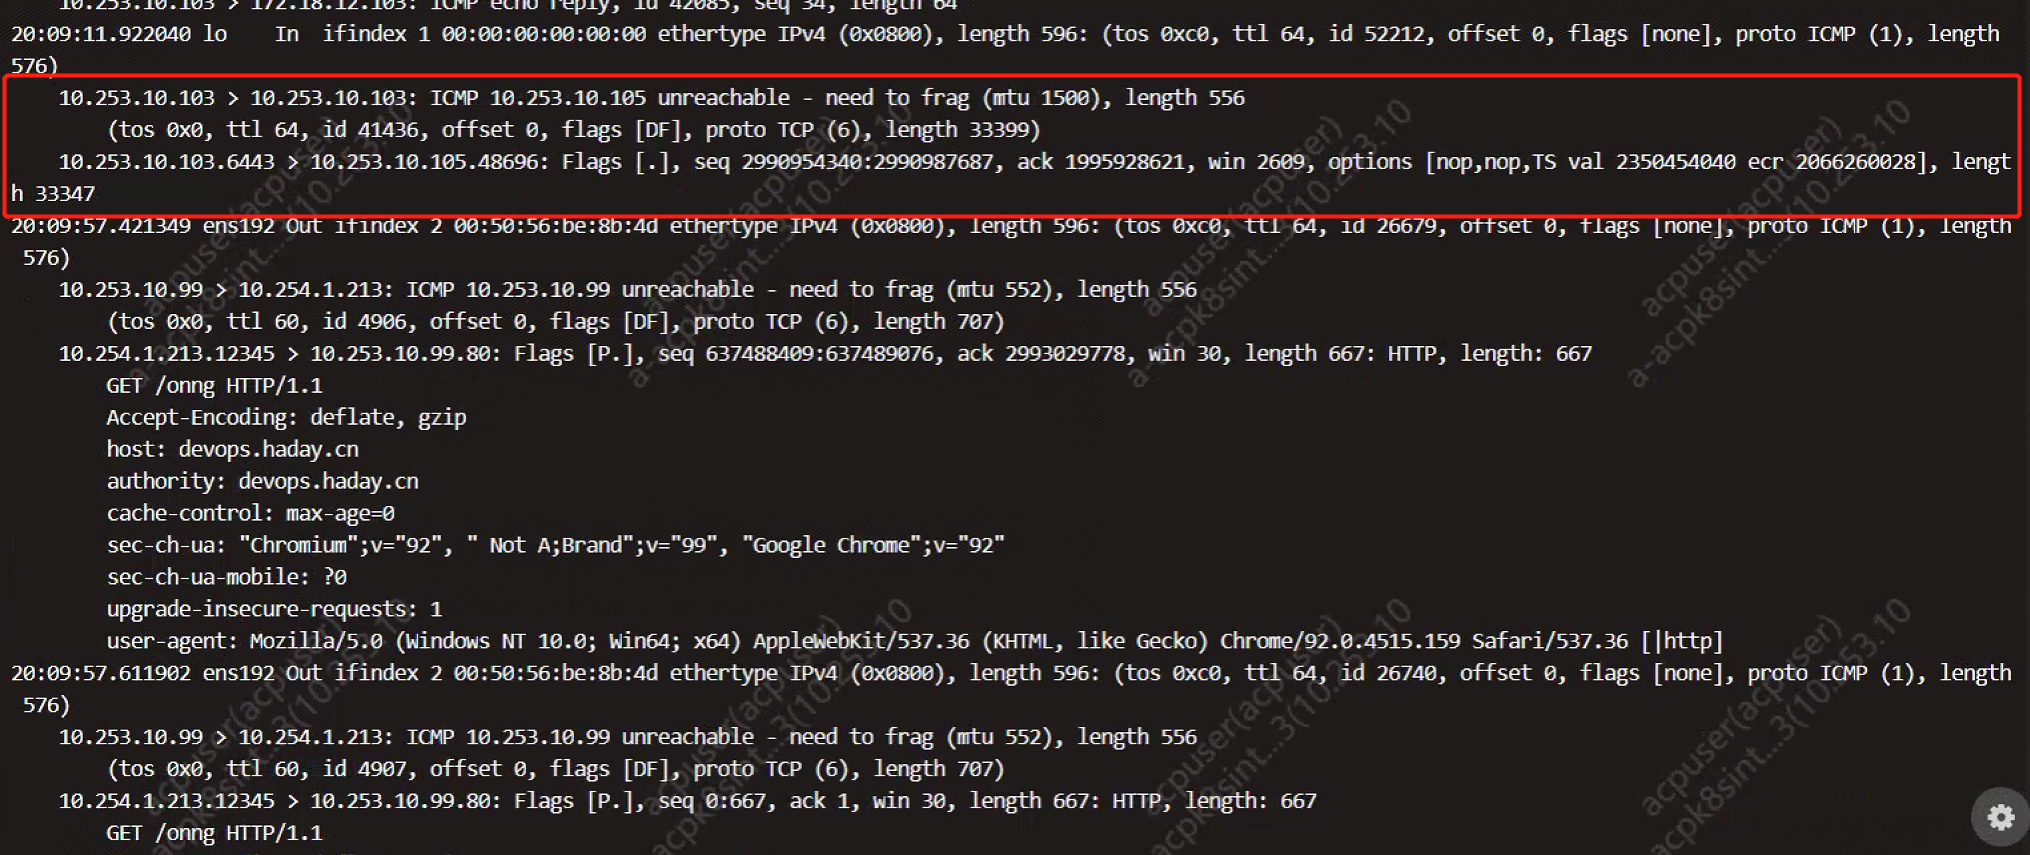 10.253.10.103 > 172.18.12.103: ICMP echo reply, id 42085, seq 34, length 64
20:09:11.922040 lo    In  ifindex 1 00:00:00:00:00:00 ethertype IPv4 (0x0800), length 596: (tos 0xc0, ttl 64, id 52212, offset 0, flags [none], proto ICMP (1), length
576)
    10.253.10.103 > 10.253.10.103: ICMP 10.253.10.105 unreachable - need to frag (mtu 1500), length 556
        (tos 0x0, ttl 64, id 41436, offset 0, flags [DF], proto TCP (6), length 33399)
    10.253.10.103.6443 > 10.253.10.105.48696: Flags [.], seq 2990954340:2990987687, ack 1995928621, win 2609, options [nop,nop,TS val 2350454040 ecr 2066260028], lengt
h 33347
20:09:57.421349 ens192 Out ifindex 2 00:50:56:be:8b:4d ethertype IPv4 (0x0800), length 596: (tos 0xc0, ttl 64, id 26679, offset 0, flags [none], proto ICMP (1), length
 576)
    10.253.10.99 > 10.254.1.213: ICMP 10.253.10.99 unreachable - need to frag (mtu 552), length 556
        (tos 0x0, ttl 60, id 4906, offset 0, flags [DF], proto TCP (6), length 707)
    10.254.1.213.12345 > 10.253.10.99.80: Flags [P.], seq 637488409:637489076, ack 2993029778, win 30, length 667: HTTP, length: 667
        GET /onng HTTP/1.1
        Accept-Encoding: deflate, gzip
        host: devops.haday.cn
        authority: devops.haday.cn
        cache-control: max-age=0
        sec-ch-ua: "Chromium";v="92", " Not A;Brand";v="99", "Google Chrome";v="92"
        sec-ch-ua-mobile: ?0
        upgrade-insecure-requests: 1
        user-agent: Mozilla/5.0 (Windows NT 10.0; Win64; x64) AppleWebKit/537.36 (KHTML, like Gecko) Chrome/92.0.4515.159 Safari/537.36 [|http]
20:09:57.611902 ens192 Out ifindex 2 00:50:56:be:8b:4d ethertype IPv4 (0x0800), length 596: (tos 0xc0, ttl 64, id 26740, offset 0, flags [none], proto ICMP (1), length
 576)
    10.253.10.99 > 10.254.1.213: ICMP 10.253.10.99 unreachable - need to frag (mtu 552), length 556
        (tos 0x0, ttl 60, id 4907, offset 0, flags [DF], proto TCP (6), length 707)
    10.254.1.213.12345 > 10.253.10.99.80: Flags [P.], seq 0:667, ack 1, win 30, length 667: HTTP, length: 667
        GET /onng HTTP/1.1